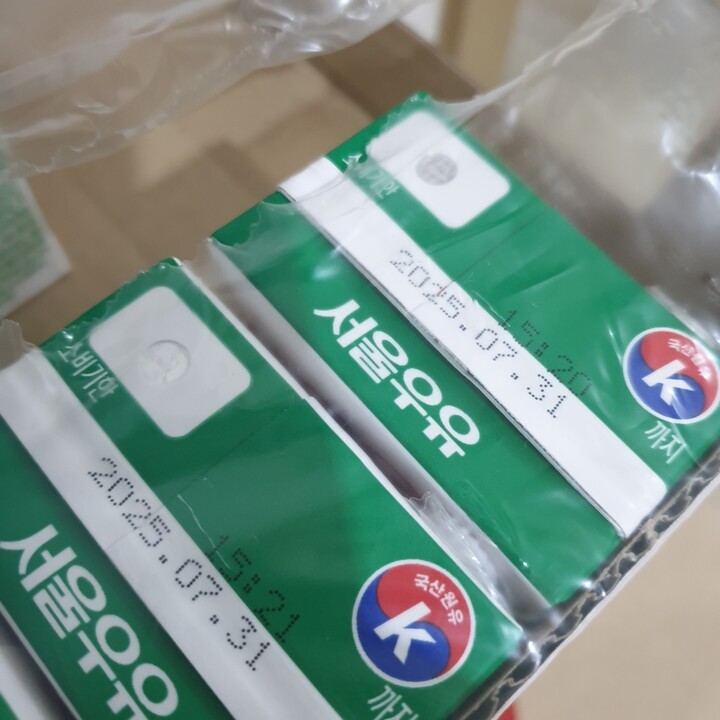 소비기한
15:20
2025.07.31
서울우유
국산원유
K
까지
소비기한
15:21
2025.07.31
서울우유
국산원유
K
까지